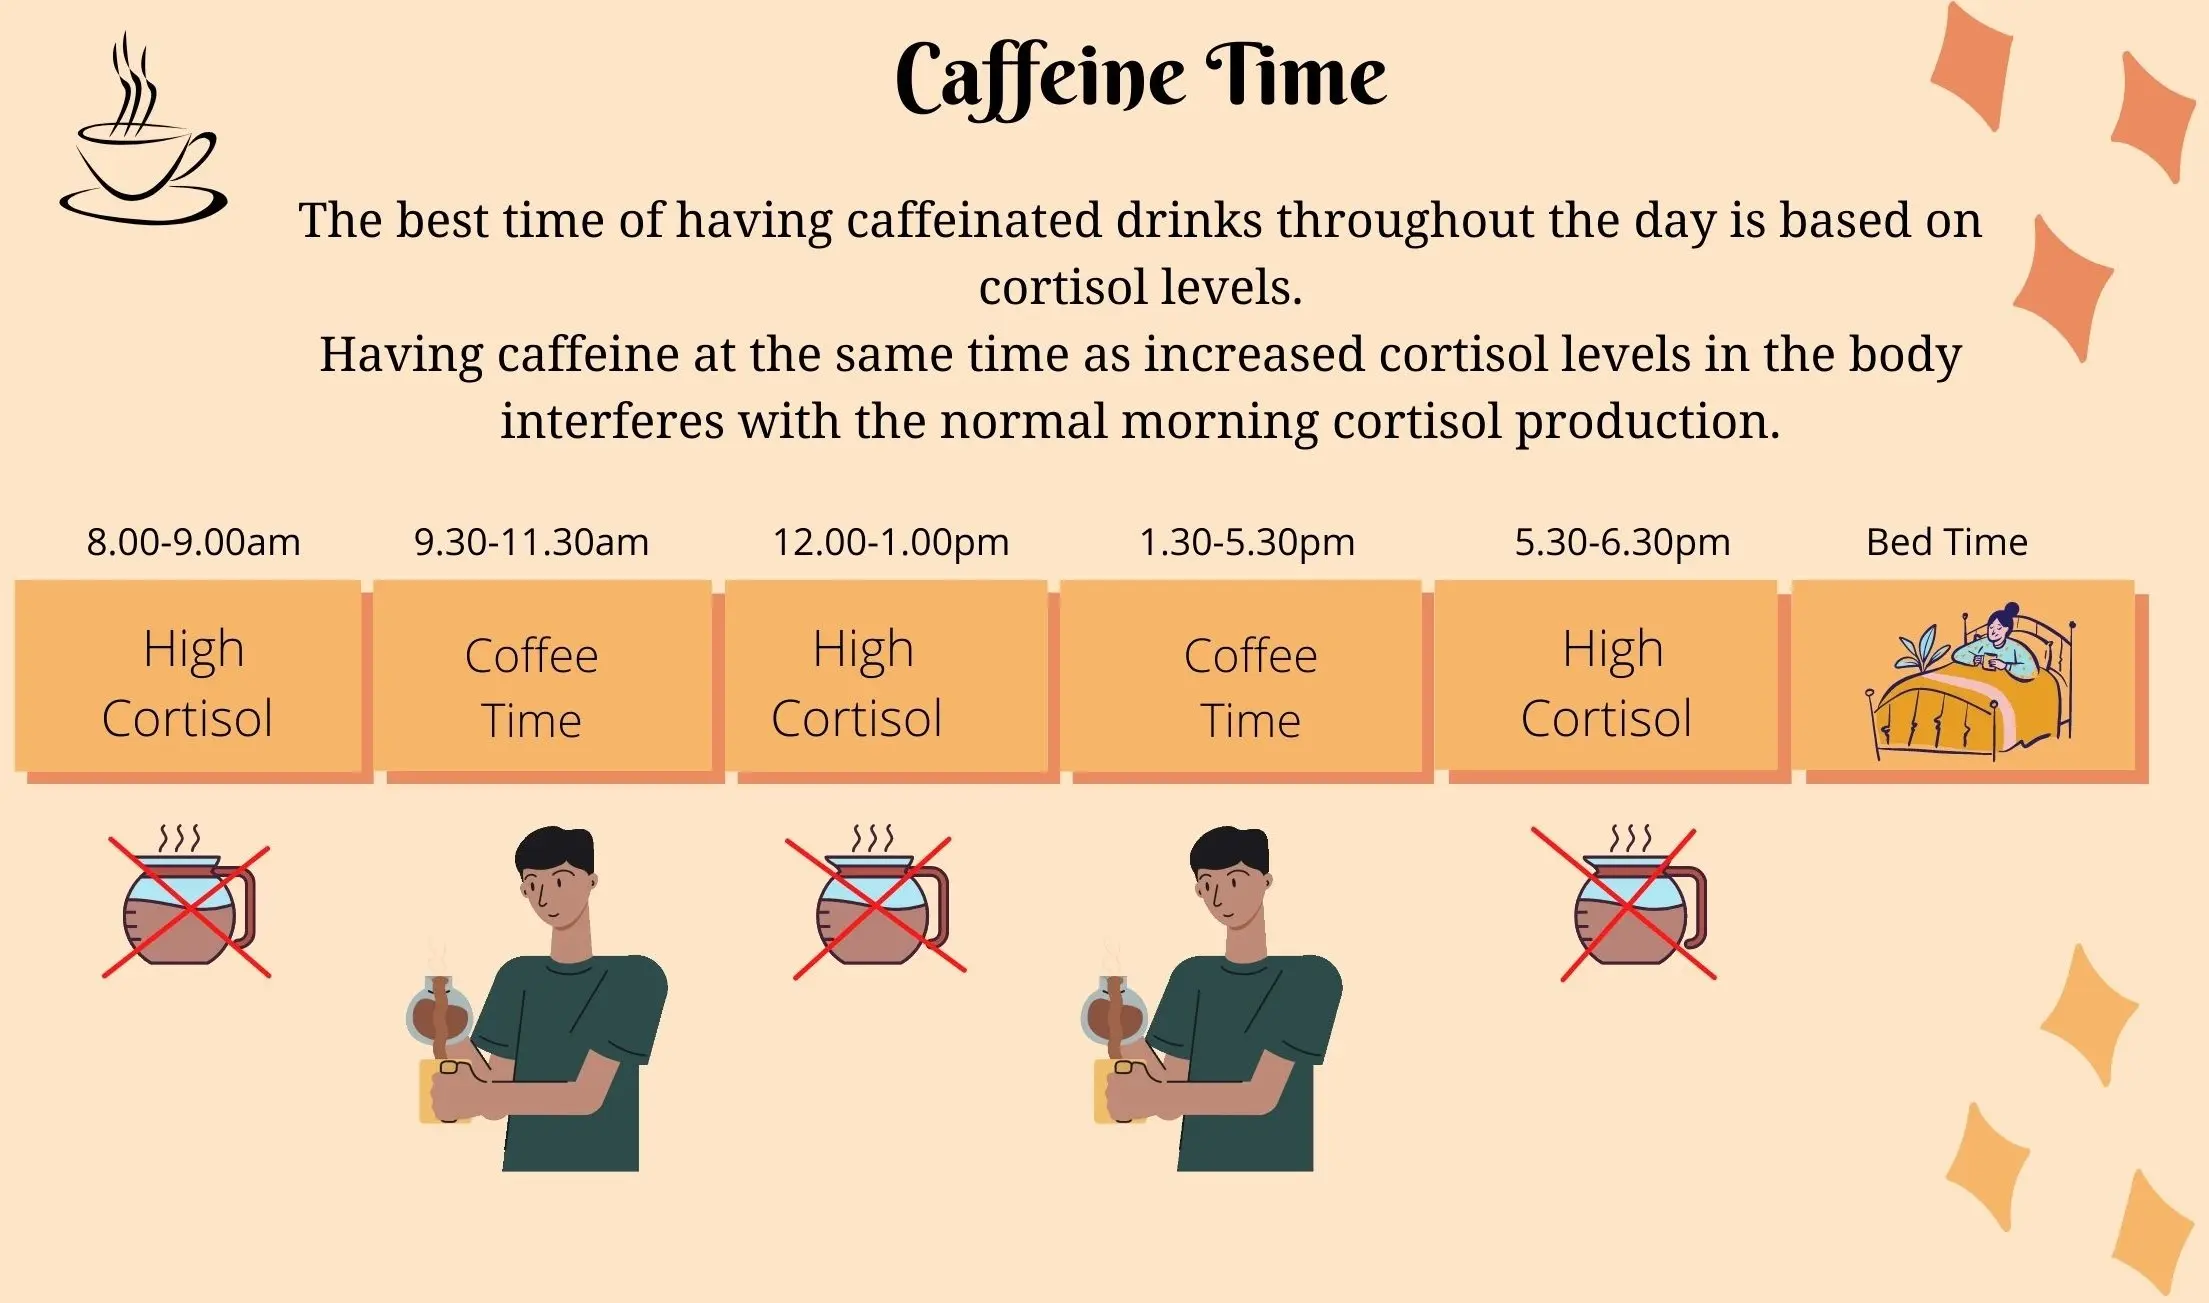 Caffeine Time
The best time of having caffeinated drinks throughout the day is based on
cortisol levels.
Having caffeine at the same time as increased cortisol levels in the body
interferes with the normal morning cortisol production.
8.00-9.00am
High
Cortisol
9.30-11.30am
Coffee
Time
12.00-1.00pm
High
Cortisol
1.30-5.30pm
Coffee
Time
5.30-6.30pm
High
Cortisol
Bed Time